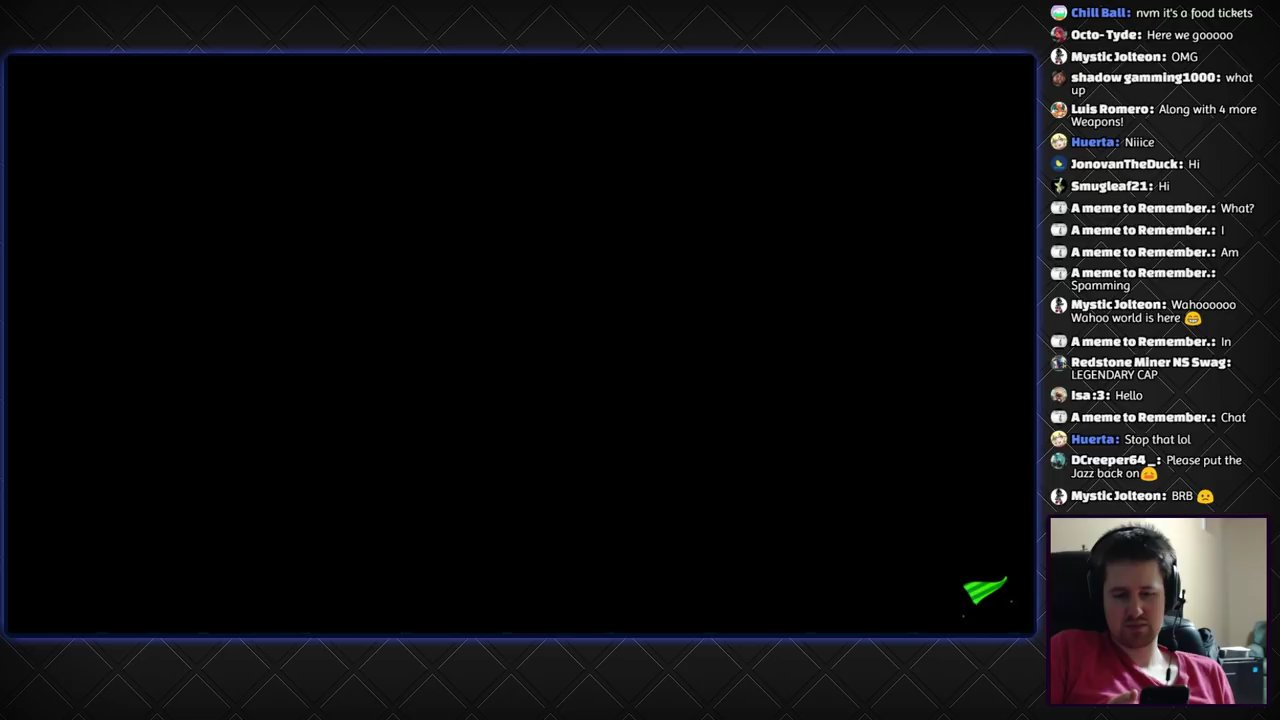 Chill Ball: nvm it's a food tickets
Octo-Tyde: Here we gooooo
Mystic Jolteon: OMG
shadow gamming1000: what
up
Luis Romero: Along with 4 more
Weapons!
Huerta: Niiice
JonovanTheDuck: Hi
Smugleaf21: Hi
A meme to Remember.: What?
A meme to Remember.: I
A meme to Remember.: Am
A meme to Remember.:
Spamming
Mystic Jolteon: Wahoooooo
Wahoo world is here 😂
A meme to Remember.: In
Redstone Miner NS Swag:
LEGENDARY CAP
Isa :3: Hello
A meme to Remember.: Chat
Huerta: Stop that lol
DCreeper64 _: Please put the
Jazz back on😩
Mystic Jolteon: BRB 🙁